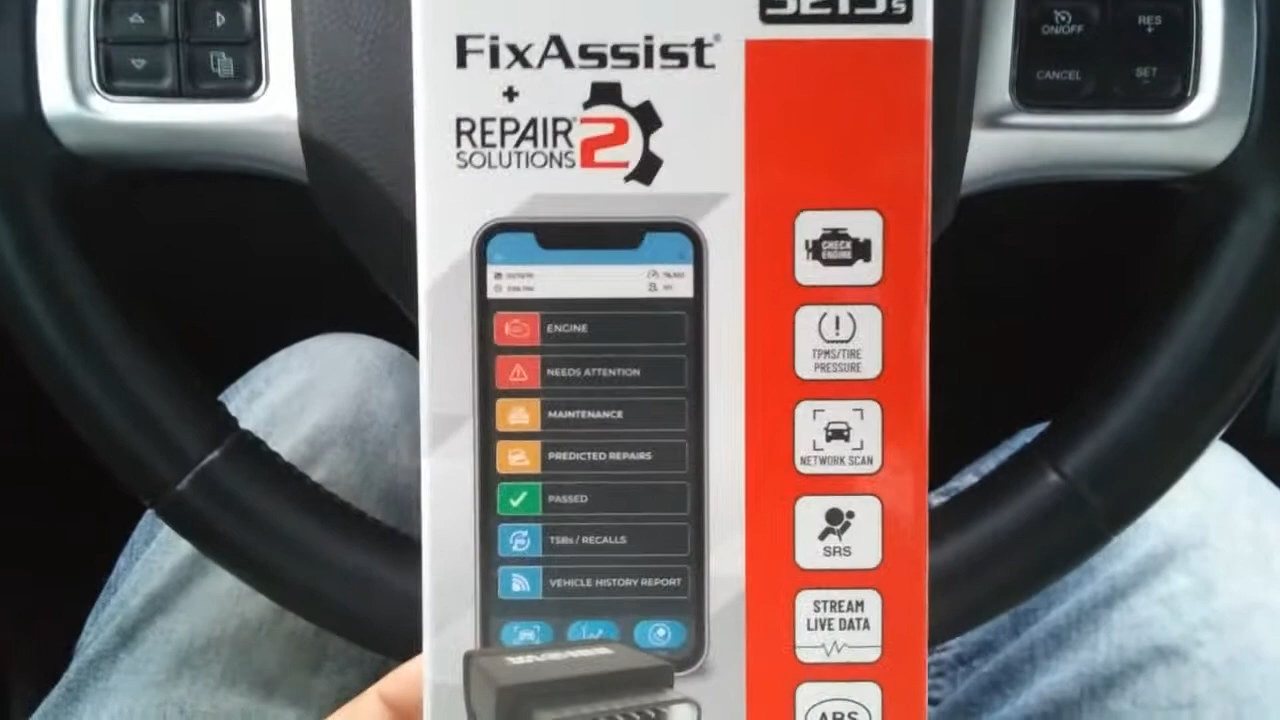 ON/OFF
RES
+
CANCEL
SET
-
FixAssist®
+
REPAIR
SOLUTIONS 2
ENGINE
NEEDS ATTENTION
MAINTENANCE
PREDICTED REPAIRS
PASSED
TSBs / RECALLS
VEHICLE HISTORY REPORT
CHECK
ENGINE
TPMS/TIRE
PRESSURE
NETWORK SCAN
SRS
STREAM
LIVE DATA
ABS